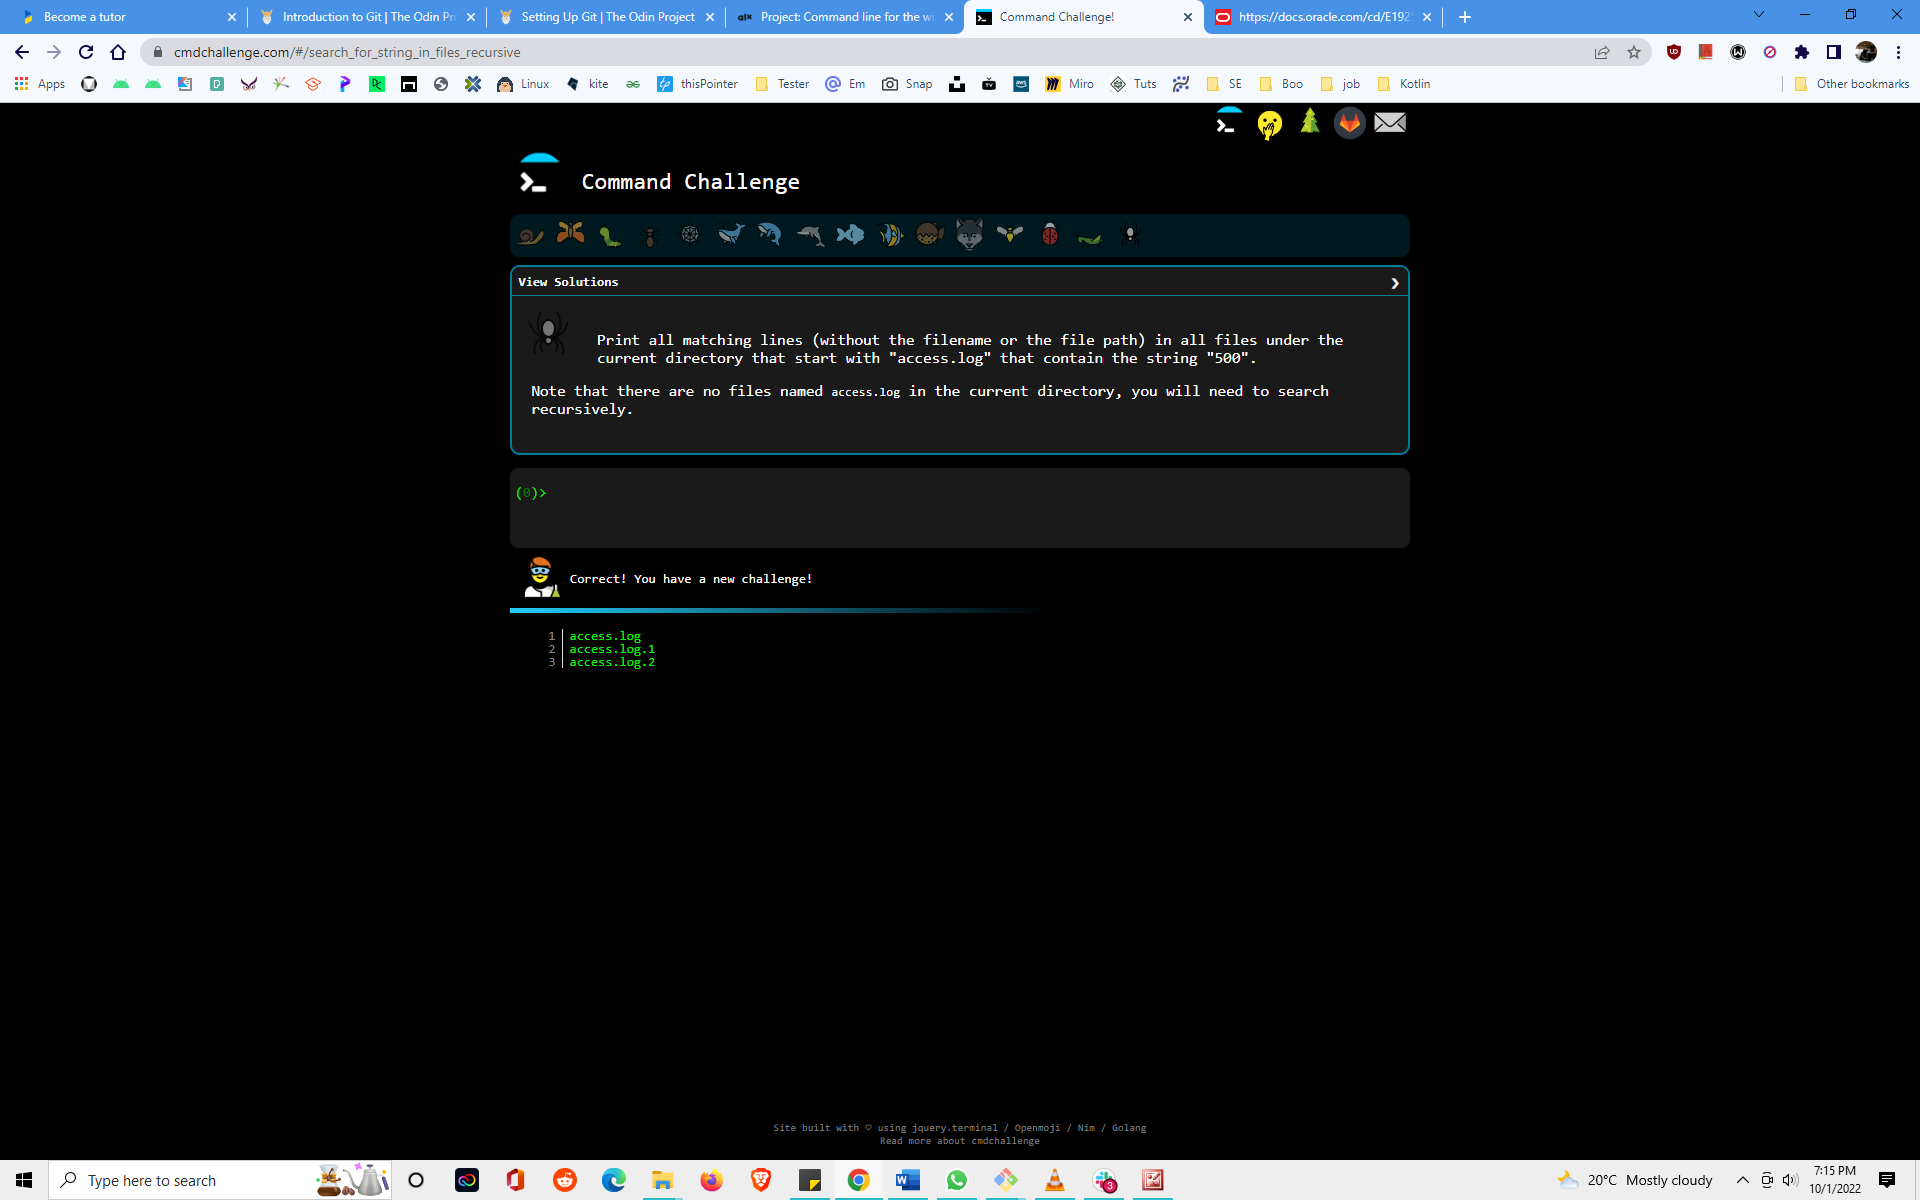 Become a tutor
Introduction to Git | The Odin Pr
Setting Up Git | The Odin Project
Project: Command line for the wi
Command Challenge!
https://docs.oracle.com/cd/E192
cmdchallenge.com/#/search_for_string_in_files_recursive
Apps
Linux
kite
thisPointer
Tester
Em
Snap
Miro
Tuts
SE
Boo
job
Kotlin
Other bookmarks
Command Challenge
View Solutions
Print all matching lines (without the filename or the file path) in all files under the
current directory that start with "access.log" that contain the string "500".
Note that there are no files named access.log in the current directory, you will need to search
recursively.
(0)>
Correct! You have a new challenge!
1 access.log
2 access.log.1
3 access.log.2
Site built with ♡ using jquery.terminal / Openmoji / Nim / Golang
Read more about cmdchallenge
Type here to search
3
20°C Mostly cloudy
7:15 PM
10/1/2022